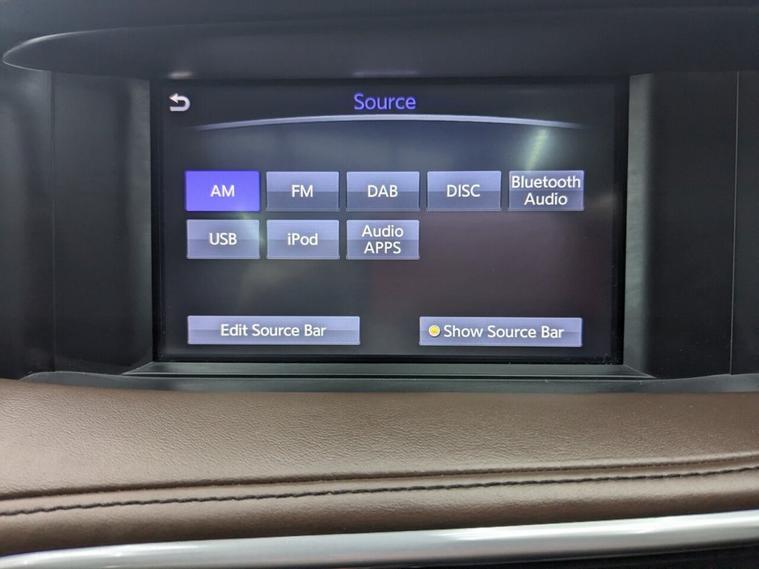 Source
AM
FM
DAB
DISC
Bluetooth
Audio
USB
iPod
Audio
APPS
Edit Source Bar
Show Source Bar